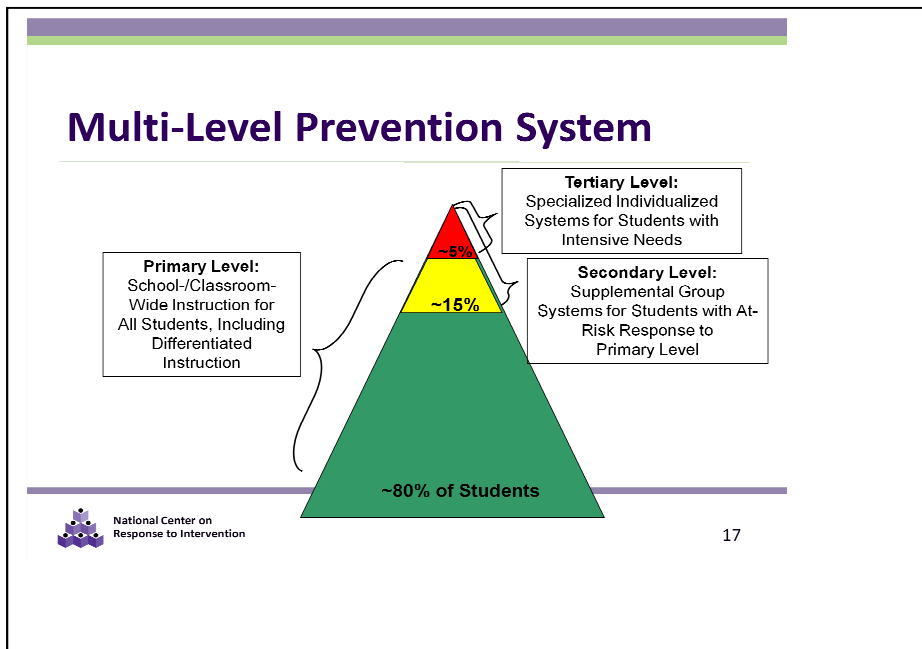 Multi-Level Prevention System
Tertiary Level:
Specialized Individualized
Systems for Students with
Intensive Needs
~5%
Primary Level:
School-/Classroom-
Wide Instruction for
All Students, Including
Differentiated
Instruction
Secondary Level:
Supplemental Group
Systems for Students with At-
Risk Response to
Primary Level
~15%
~80% of Students
National Center on
Response to Intervention
17